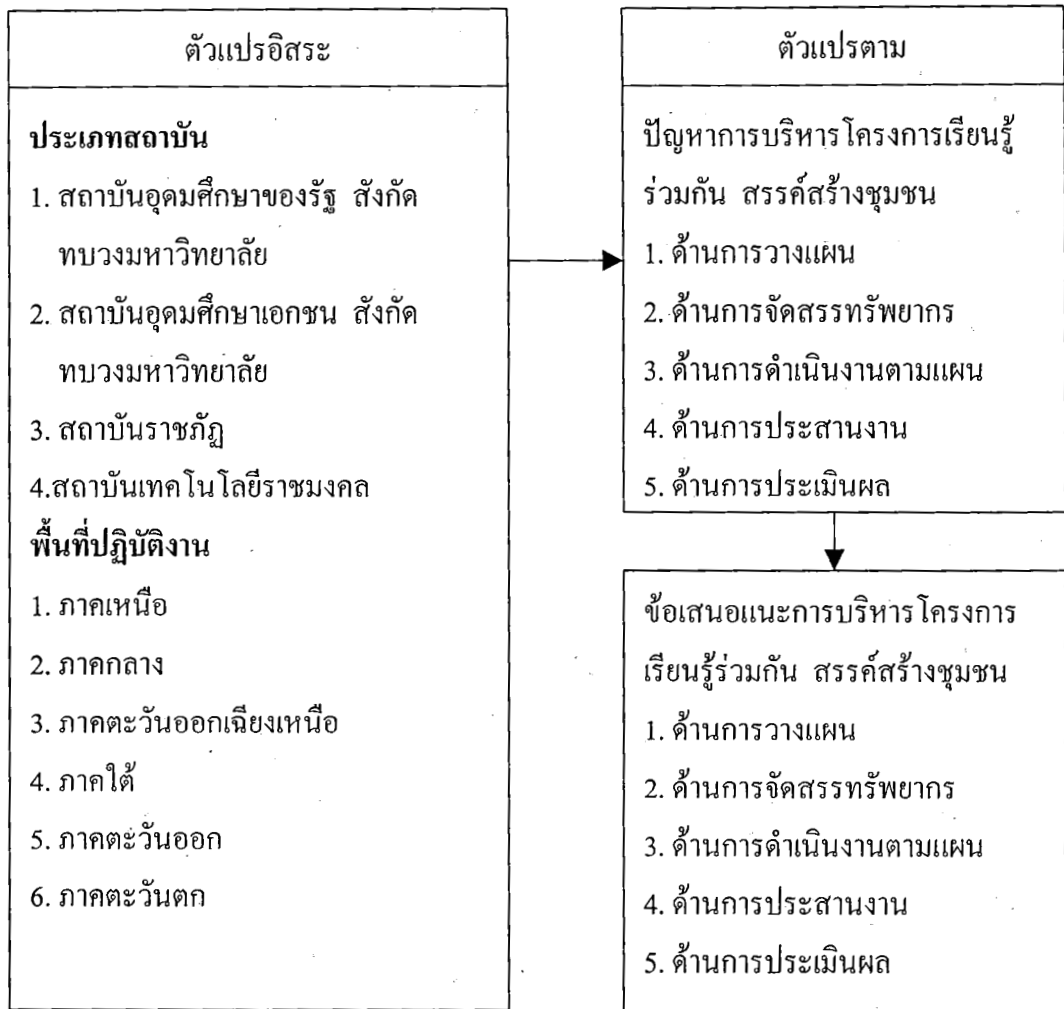 ตัวแปรอิสระ
ประเภทสถาบัน
1. สถาบันอุดมศึกษาของรัฐ สังกัด
ทบวงมหาวิทยาลัย
2. สถาบันอุดมศึกษาเอกชน สังกัด
ทบวงมหาวิทยาลัย
3. สถาบันราชภัฏ
4.สถาบันเทคโนโลยีราชมงคล
พื้นที่ปฏิบัติงาน
1. ภาคเหนือ
2. ภาคกลาง
3. ภาคตะวันออกเฉียงเหนือ
4. ภาคใต้
5. ภาคตะวันออก
6. ภาคตะวันตก
ตัวแปรตาม
ปัญหาการบริหารโครงการเรียนรู้
ร่วมกัน สรรค์สร้างชุมชน
1. ด้านการวางแผน
2. ด้านการจัดสรรทรัพยากร
3. ด้านการดำเนินงานตามแผน
4. ด้านการประสานงาน
5. ด้านการประเมินผล
ข้อเสนอแนะการบริหารโครงการ
เรียนรู้ร่วมกัน สรรค์สร้างชุมชน
1. ด้านการวางแผน
2. ด้านการจัดสรรทรัพยากร
3. ด้านการดำเนินงานตามแผน
4. ด้านการประสานงาน
5. ด้านการประเมินผล